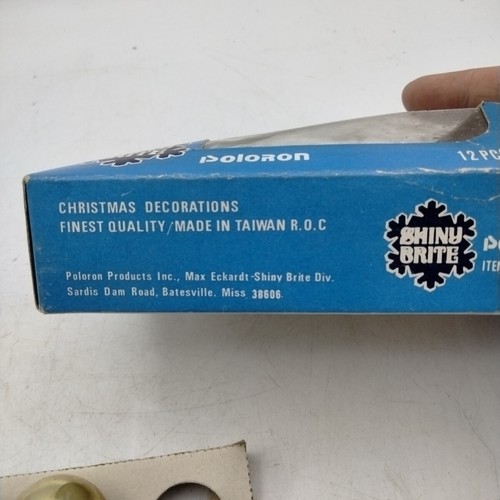 poloron
12 PC
CHRISTMAS DECORATIONS
FINEST QUALITY/MADE IN TAIWAN R.O.C
SHINY
BRITE
ITEM
Poloron Products Inc., Max Eckardt-Shiny Brite Div.
Sardis Dam Road, Batesville. Miss. 38606